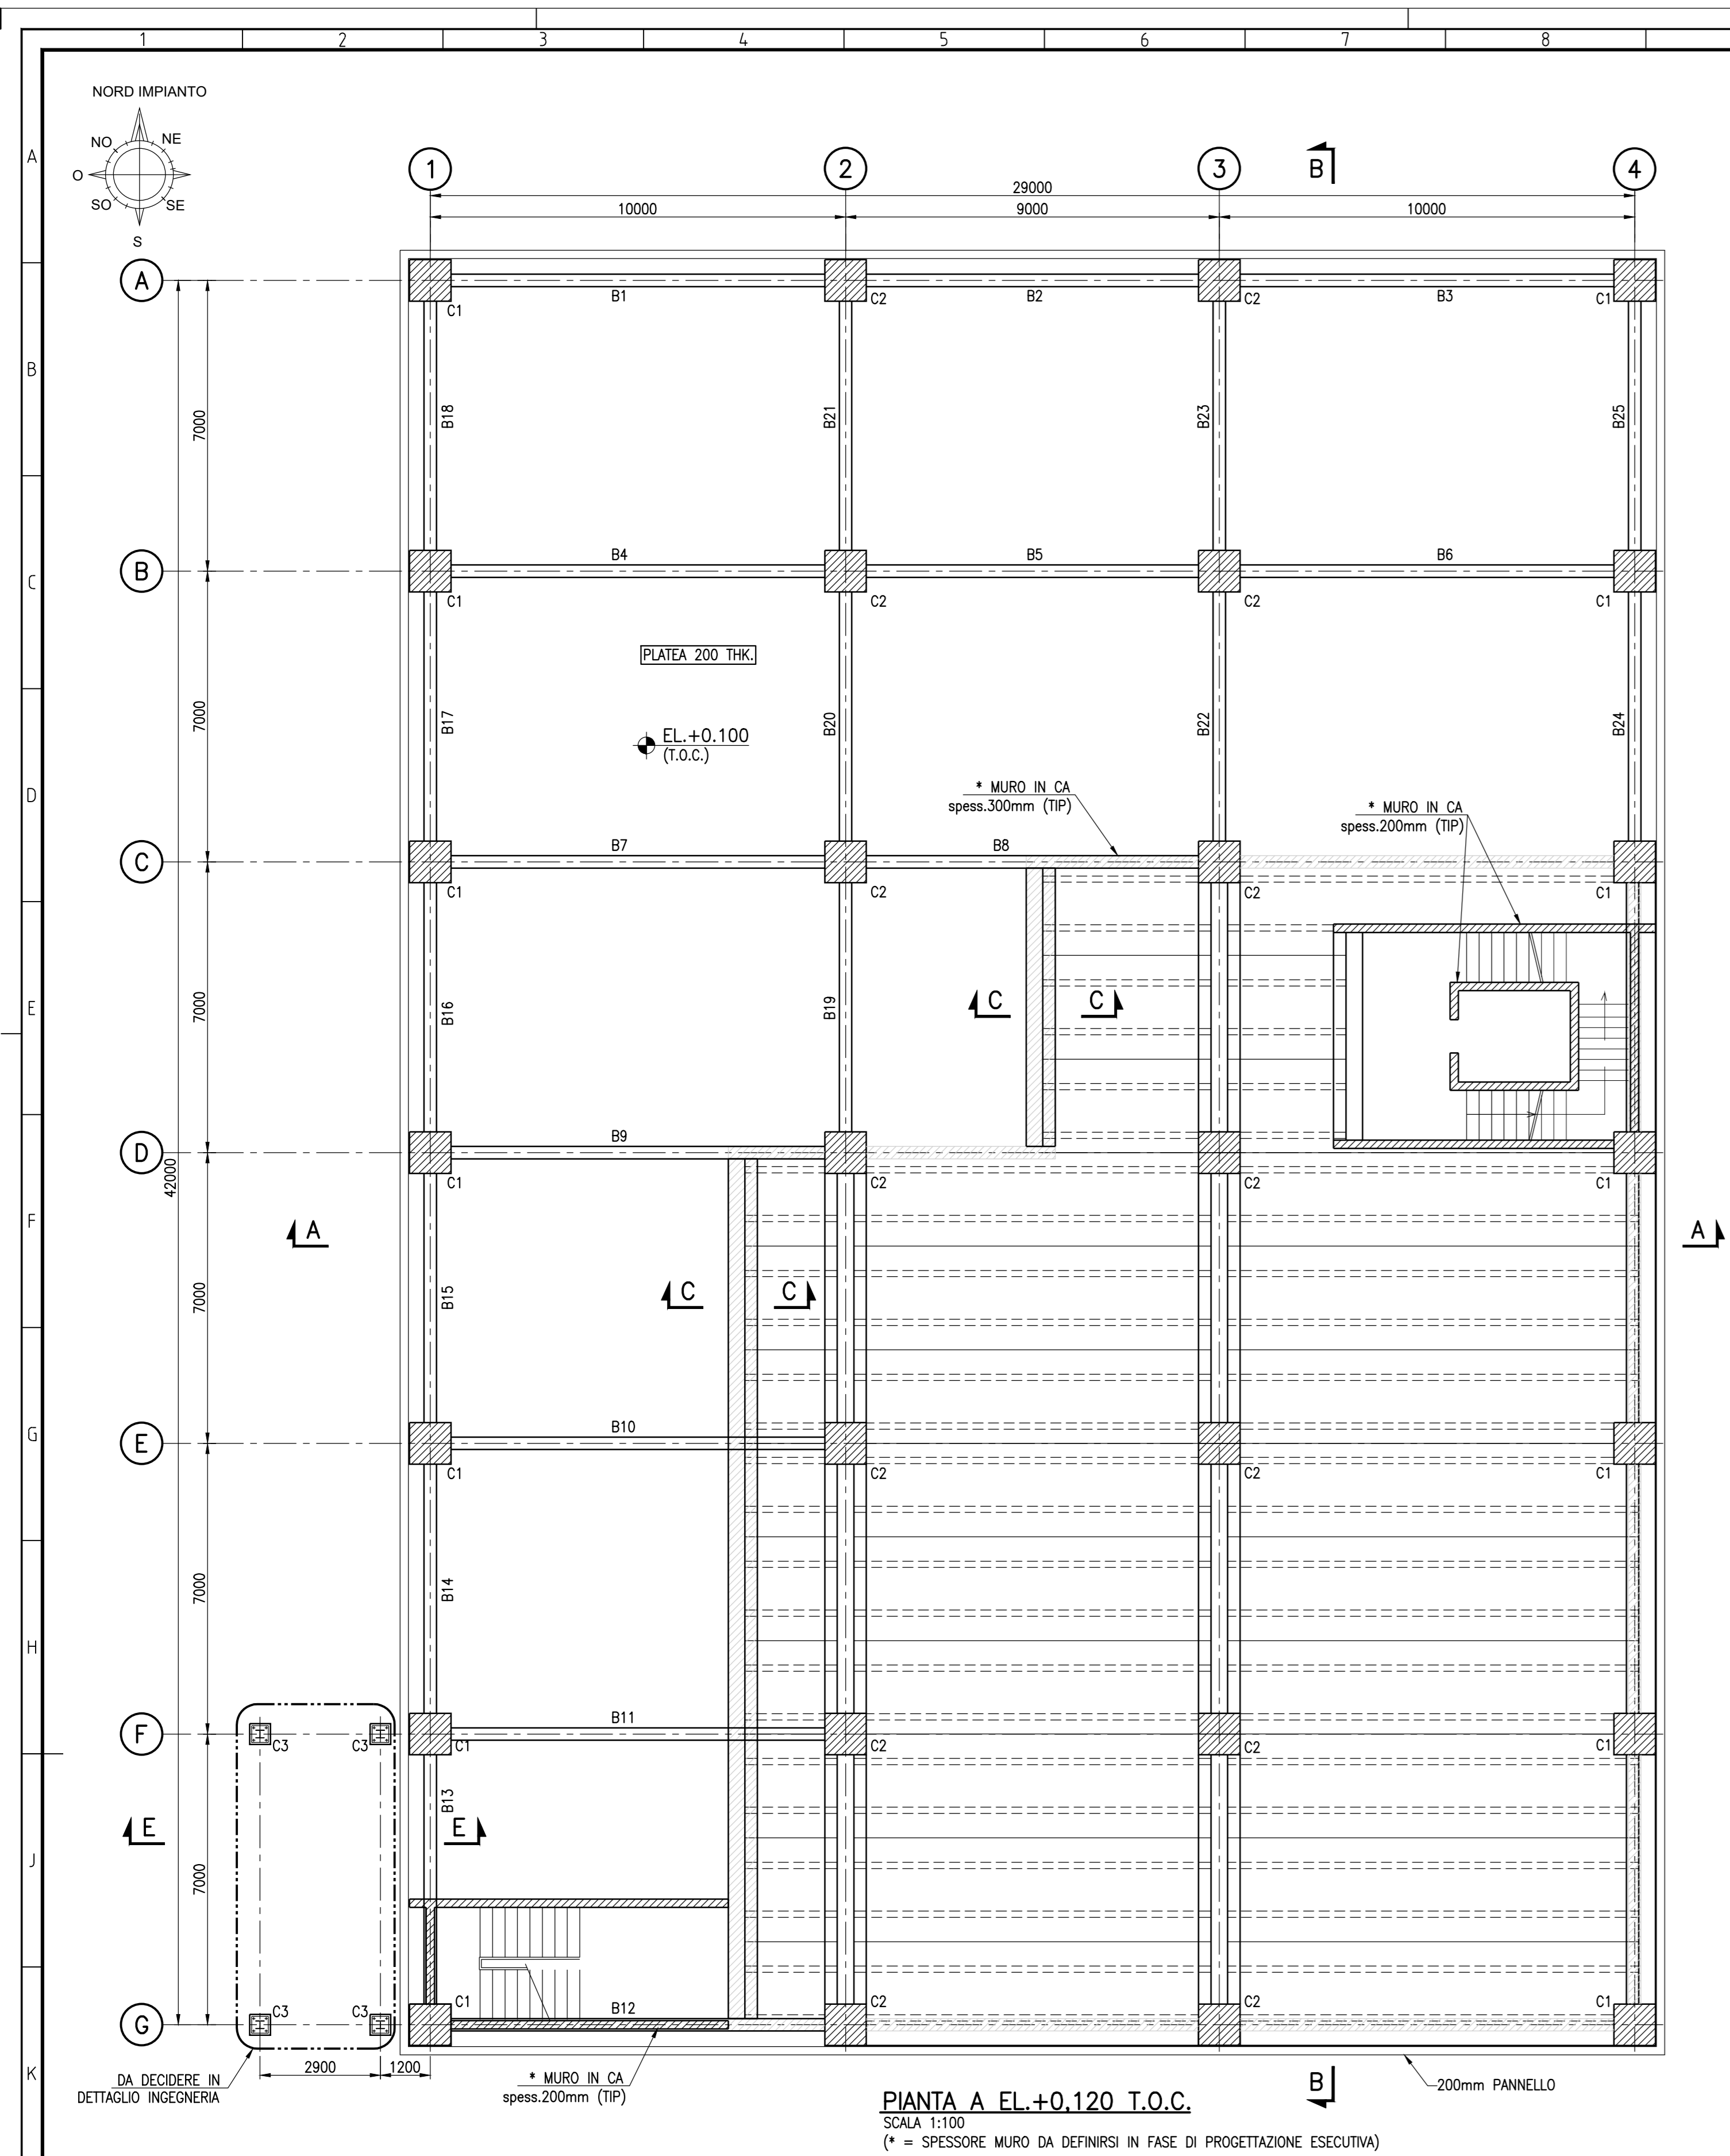 1 2 3 4 5 6 7 8
NORD IMPIANTO
NO NE
O
SO SE
S
A
1 2 3 B 4
29000
10000 9000 10000
A
B1 B2 B3
C1 C2 C2 C1
B
7000 B18 B21 B23 B25
B4 B5 B6
B
C
C1 C2 C2 C1
PLATEA 200 THK.
7000 B17 B20 B22 B24
EL.+0.100
(T.O.C.)
* MURO IN CA
spess.300mm (TIP)
* MURO IN CA
spess.200mm (TIP)
D
B7 B8
C
C1 C2 C2 C1
E
7000 B16 B19 C C
B9
D
42000
C1 C2 C2 C1
F
A A
7000 B15 C C
B10
G
E
C1 C2 C2 C1
7000 B14
H
B11
F
C3 C3 C1 C2 C2 C1
B13
E E
J
7000
C1 C2 C2 C1
C3 C3 B12
G
2900 1200
K
DA DECIDERE IN
DETTAGLIO INGEGNERIA
* MURO IN CA
spess.200mm (TIP)
B
200mm PANNELLO
PIANTA A EL.+0,120 T.O.C.
SCALA 1:100
(* = SPESSORE MURO DA DEFINIRSI IN FASE DI PROGETTAZIONE ESECUTIVA)